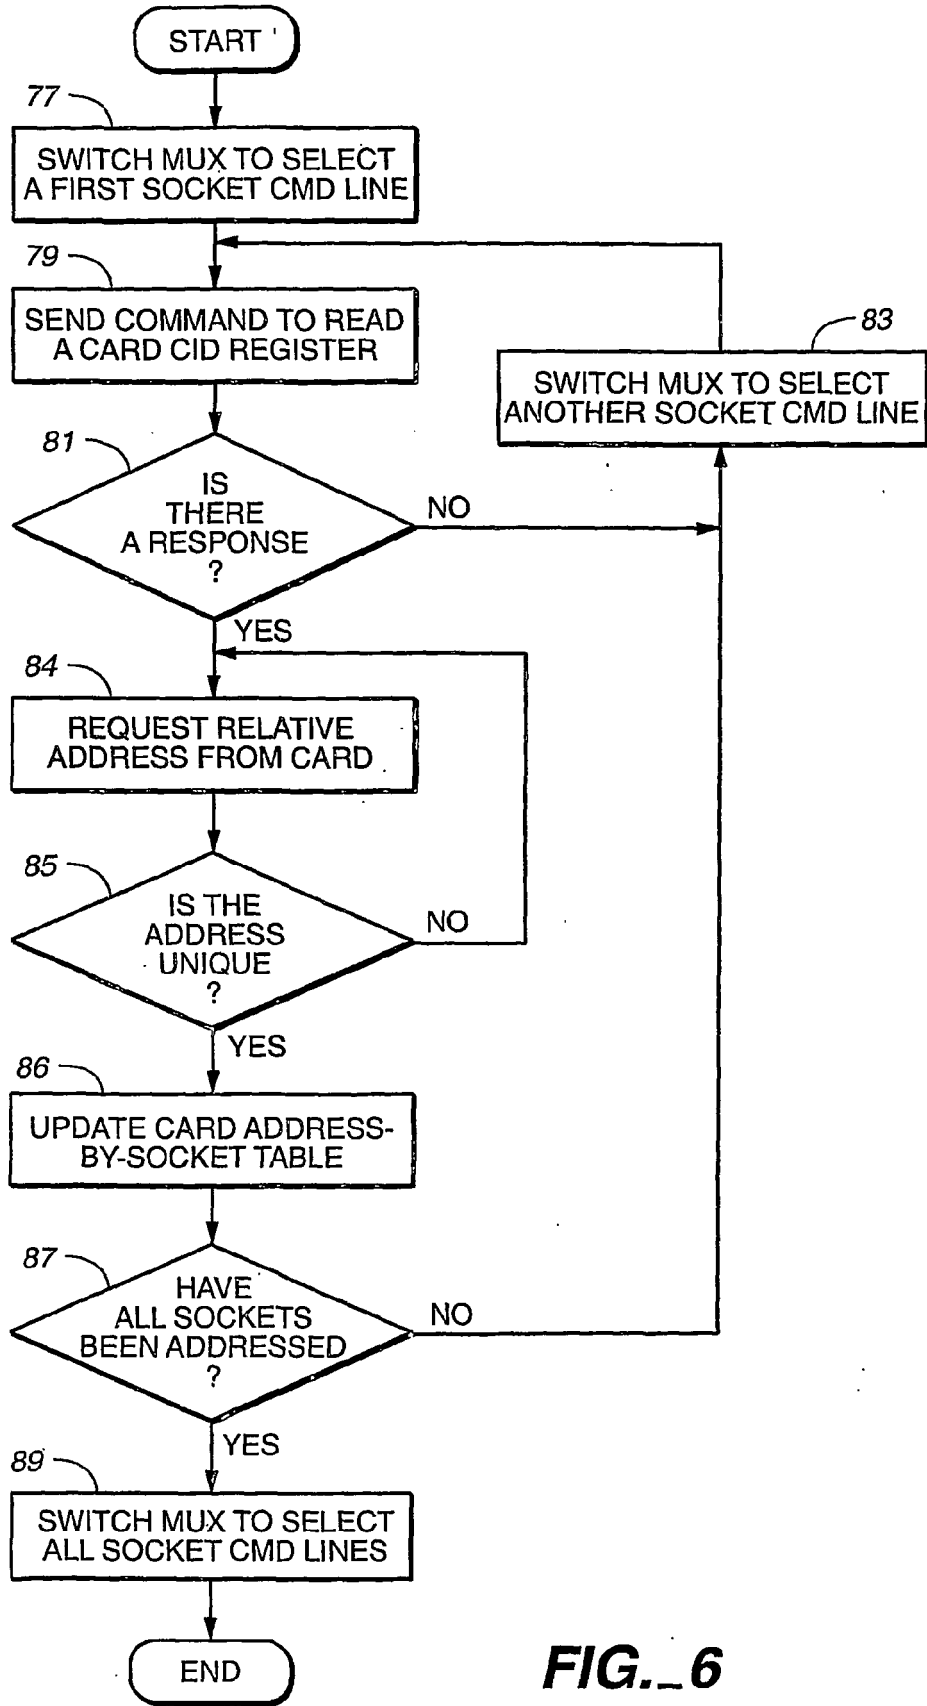 START
77
SWITCH MUX TO SELECT
A FIRST SOCKET CMD LINE
79
SEND COMMAND TO READ
A CARD CID REGISTER
83
SWITCH MUX TO SELECT
ANOTHER SOCKET CMD LINE
81
IS
THERE
A RESPONSE
?
NO
YES
84
REQUEST RELATIVE
ADDRESS FROM CARD
85
IS THE
ADDRESS
UNIQUE
?
NO
YES
86
UPDATE CARD ADDRESS-
BY-SOCKET TABLE
87
HAVE
ALL SOCKETS
BEEN ADDRESSED
?
NO
YES
89
SWITCH MUX TO SELECT
ALL SOCKET CMD LINES
END
FIG._6